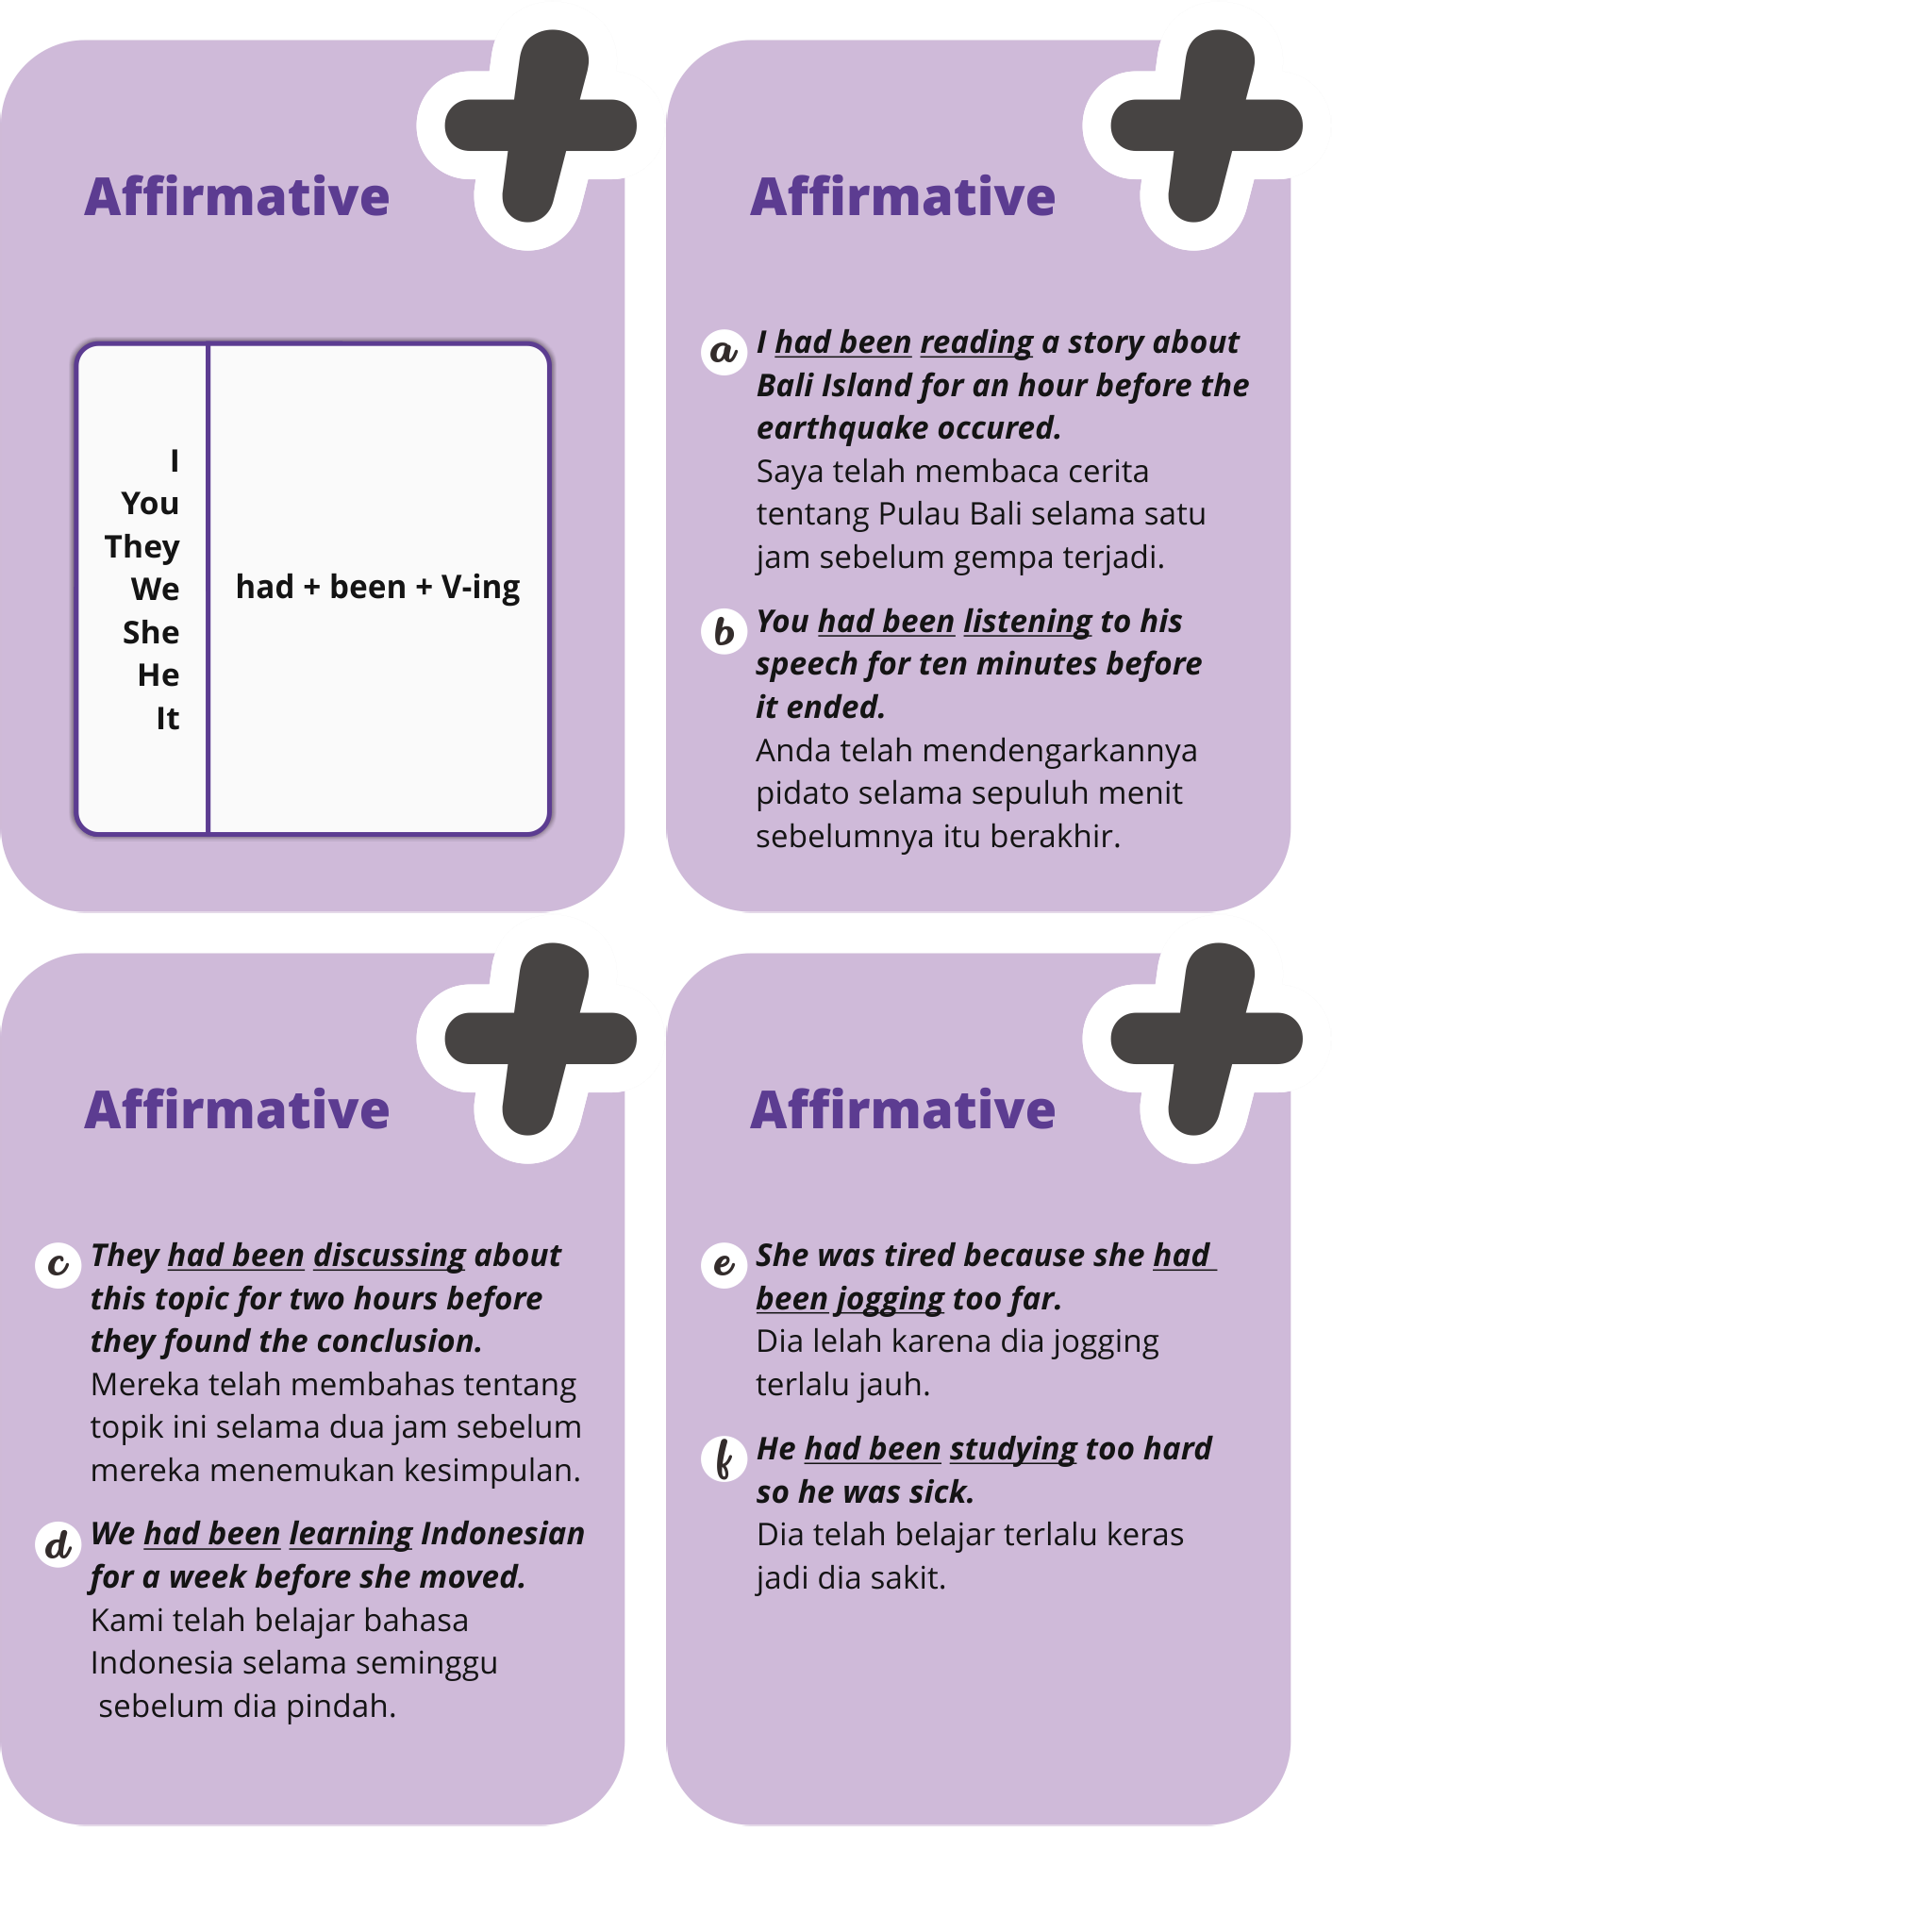 Affirmative
I
You
They
We
She
He
It
had + been + V-ing
Affirmative
a
I had been reading a story about
Bali Island for an hour before the
earthquake occured.
Saya telah membaca cerita
tentang Pulau Bali selama satu
jam sebelum gempa terjadi.
b
You had been listening to his
speech for ten minutes before
it ended.
Anda telah mendengarkannya
pidato selama sepuluh menit
sebelumnya itu berakhir.
Affirmative
c
They had been discussing about
this topic for two hours before
they found the conclusion.
Mereka telah membahas tentang
topik ini selama dua jam sebelum
mereka menemukan kesimpulan.
d
We had been learning Indonesian
for a week before she moved.
Kami telah belajar bahasa
Indonesia selama seminggu
sebelum dia pindah.
Affirmative
e
She was tired because she had
been jogging too far.
Dia lelah karena dia jogging
terlalu jauh.
f
He had been studying too hard
so he was sick.
Dia telah belajar terlalu keras
jadi dia sakit.